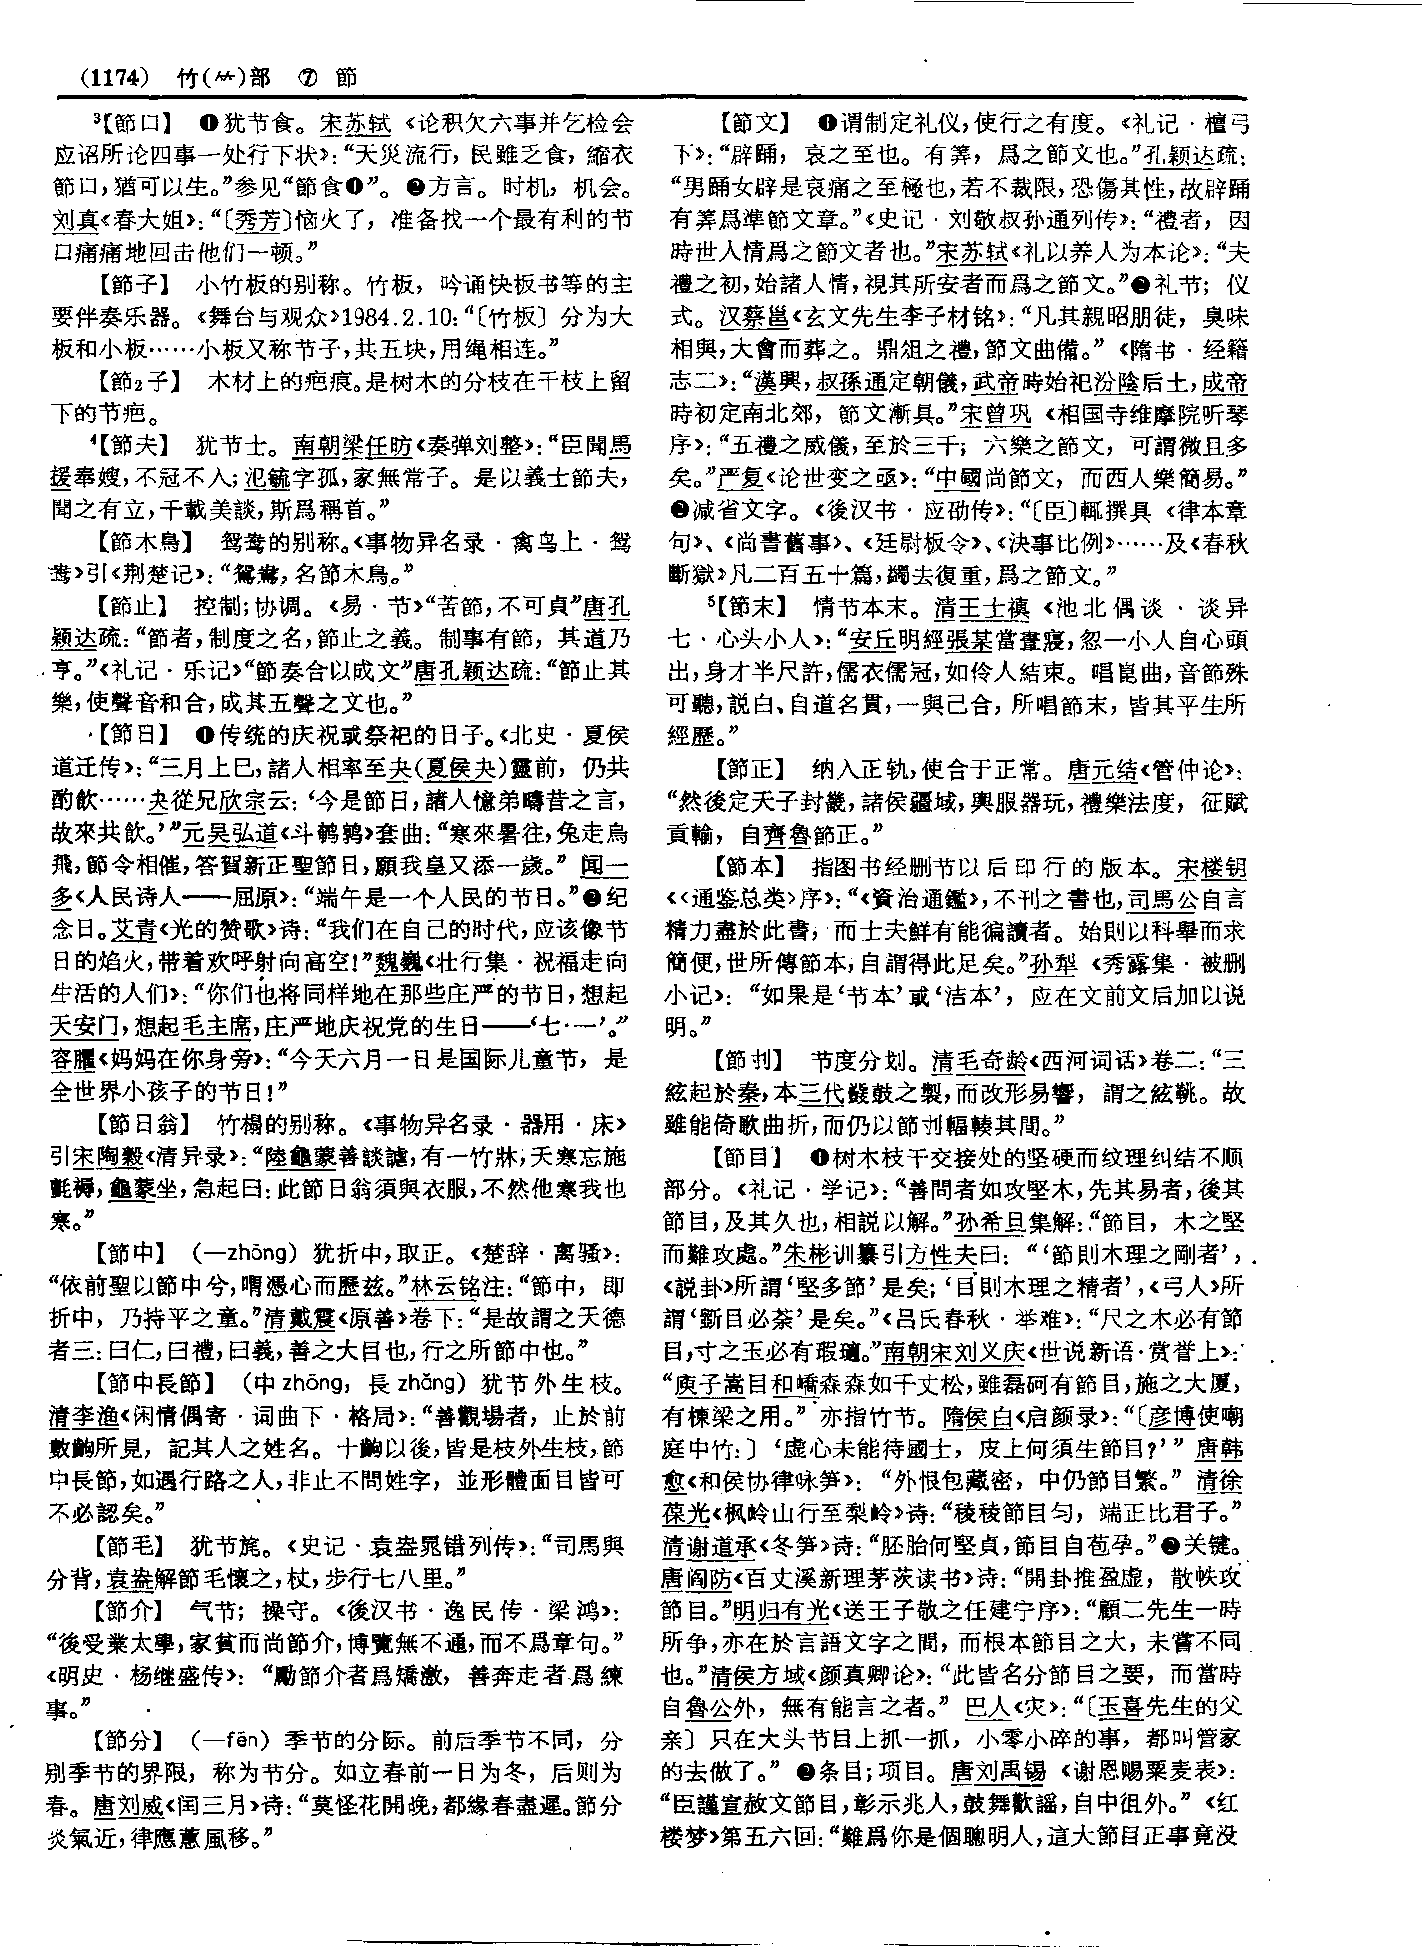 (1174) 竹(⺮)部 ⑦ 節
³【節口】 ❶犹节食。宋苏轼《论积欠六事并乞检会
应诏所论四事一处行下状》：“天災流行，民雖乏食，縮衣
節口，猶可以生。”参见“節食❶”。❷方言。时机，机会。
刘真《春大姐》：“〔秀芳〕恼火了，准备找一个最有利的节
口痛痛地回击他们一顿。”
【節子】 小竹板的别称。竹板，吟诵快板书等的主
要伴奏乐器。《舞台与观众》1984.2.10：“〔竹板〕分为大
板和小板……小板又称节子，共五块，用绳相连。”
【節₂子】 木材上的疤痕。是树木的分枝在干枝上留
下的节疤。
⁴【節夫】 犹节士。南朝梁任昉《奏弹刘整》：“臣聞馬
援奉嫂，不冠不入；氾毓字孤，家無常子。是以義士節夫，
聞之有立，千載美談，斯爲稱首。”
【節木鳥】 鸳鸯的别称。《事物异名录·禽鸟上·鸳
鸯》引《荆楚记》：“鴛鴦，名節木鳥。”
【節止】 控制；协调。《易·节》“苦節，不可貞”唐孔
颖达疏：“節者，制度之名，節止之義。制事有節，其道乃
亨。”《礼记·乐记》“節奏合以成文”唐孔颖达疏：“節止其
樂，使聲音和合，成其五聲之文也。”
【節日】 ❶传统的庆祝或祭祀的日子。《北史·夏侯
道迁传》：“三月上巳，諸人相率至夬(夏侯夬)靈前，仍共
酌飲……夬從兄欣宗云：‘今是節日，諸人憶弟疇昔之言，
故來共飲。’”元吴弘道《斗鹌鹑》套曲：“寒來暑往，兔走烏
飛，節令相催，答賀新正聖節日，願我皇又添一歲。” 闻一
多《人民诗人——屈原》：“端午是一个人民的节日。”❷纪
念日。艾青《光的赞歌》诗：“我们在自己的时代，应该像节
日的焰火，带着欢呼射向高空！”魏巍《壮行集·祝福走向
生活的人们》：“你们也将同样地在那些庄严的节日，想起
天安门，想起毛主席，庄严地庆祝党的生日——‘七·一’。”
容臞《妈妈在你身旁》：“今天六月一日是国际儿童节，是
全世界小孩子的节日！”
【節日翁】 竹榻的别称。《事物异名录·器用·床》
引宋陶穀《清异录》：“陸龜蒙善談謔，有一竹牀，天寒忘施
氈褥，龜蒙坐，急起曰：此節日翁須與衣服，不然他寒我也
寒。”
【節中】 （—zhōng）犹折中，取正。《楚辞·离骚》：
“依前聖以節中兮，喟憑心而歷兹。”林云铭注：“節中，即
折中，乃持平之意。”清戴震《原善》卷下：“是故謂之天德
者三：曰仁，曰禮，曰義，善之大目也，行之所節中也。”
【節中長節】 （中 zhōng，長 zhǎng）犹节外生枝。
清李渔《闲情偶寄·词曲下·格局》：“善觀場者，止於前
數齣所見，記其人之姓名。十齣以後，皆是枝外生枝，節
中長節，如遇行路之人，非止不問姓字，並形體面目皆可
不必認矣。”
【節毛】 犹节旄。《史记·袁盎晁错列传》：“司馬與
分背，袁盎解節毛懷之，杖，步行七八里。”
【節介】 气节；操守。《後汉书·逸民传·梁鸿》：
“後受業太學，家貧而尚節介，博覽無不通，而不爲章句。”
《明史·杨继盛传》：“勵節介者爲矯激，善奔走者爲練
事。”
【節分】 （—fēn）季节的分际。前后季节不同，分
别季节的界限，称为节分。如立春前一日为冬，后则为
春。唐刘威《闰三月》诗：“莫怪花開晚，都緣春盡遲。節分
炎氣近，律應蕙風移。”
【節文】 ❶谓制定礼仪，使行之有度。《礼记·檀弓
下》：“辟踊，哀之至也。有筭，爲之節文也。”孔颖达疏：
“男踊女辟是哀痛之至極也，若不裁限，恐傷其性，故辟踊
有筭爲準節文章。”《史记·刘敬叔孙通列传》：“禮者，因
時世人情爲之節文者也。”宋苏轼《礼以养人为本论》：“夫
禮之初，始諸人情，視其所安者而爲之節文。”❷礼节；仪
式。汉蔡邕《玄文先生李子材铭》：“凡其親昭朋徒，臭味
相與，大會而葬之。鼎俎之禮，節文曲備。”《隋书·经籍
志二》：“漢興，叔孫通定朝儀，武帝時始祀汾陰后土，成帝
時初定南北郊，節文漸具。”宋曾巩《相国寺维摩院听琴
序》：“五禮之威儀，至於三千；六樂之節文，可謂微且多
矣。”严复《论世变之亟》：“中國尚節文，而西人樂簡易。”
❷减省文字。《後汉书·应劭传》：“〔臣〕輒撰具《律本章
句》、《尚書舊事》、《廷尉板令》、《決事比例》……及《春秋
斷獄》凡二百五十篇，蠲去復重，爲之節文。”
⁵【節末】 情节本末。清王士禛《池北偶谈·谈异
七·心头小人》：“安丘明經張某當晝寢，忽一小人自心頭
出，身才半尺許，儒衣儒冠，如伶人結束。唱崑曲，音節殊
可聽，説白、自道名貫，一與己合，所唱節末，皆其平生所
經歷。”
【節正】 纳入正轨，使合于正常。唐元结《管仲论》：
“然後定天子封畿，諸侯疆域，輿服器玩，禮樂法度，征賦
貢輸，自齊魯節正。”
【節本】 指图书经删节以后印行的版本。宋楼钥
《〈通鉴总类〉序》：“《資治通鑑》，不刊之書也，司馬公自言
精力盡於此書，而士夫鮮有能徧讀者。始則以科舉而求
簡便，世所傳節本，自謂得此足矣。”孙犁《秀露集·被删
小记》：“如果是‘节本’或‘洁本’，应在文前文后加以说
明。”
【節刌】 节度分划。清毛奇龄《西河词话》卷二：“三
絃起於秦，本三代鼗鼓之製，而改形易響，謂之絃鞉。故
雖能倚歌曲折，而仍以節刌輻輳其間。”
【節目】 ❶树木枝干交接处的坚硬而纹理纠结不顺
部分。《礼记·学记》：“善問者如攻堅木，先其易者，後其
節目，及其久也，相説以解。”孙希旦集解：“節目，木之堅
而難攻處。”朱彬训纂引方性夫曰：“‘節則木理之剛者’，
《説卦》所謂‘堅多節’是矣；‘目則木理之精者’，《弓人》所
謂‘斵目必荼’是矣。”《吕氏春秋·举难》：“尺之木必有節
目，寸之玉必有瑕瓋。”南朝宋刘义庆《世说新语·赏誉上》：
“庾子嵩目和嶠森森如千丈松，雖磊砢有節目，施之大厦，
有棟梁之用。”亦指竹节。隋侯白《启颜录》：“〔彦博使嘲
庭中竹：〕‘虚心未能待國士，皮上何須生節目？’”唐韩
愈《和侯协律咏笋》：“外恨包藏密，中仍節目繁。”清徐
葆光《枫岭山行至梨岭》诗：“稜稜節目匀，端正比君子。”
清谢道承《冬笋》诗：“胚胎何堅貞，節目自苞孕。”❷关键。
唐阎防《百丈溪新理茅茨读书》诗：“開卦推盈虚，散帙攻
節目。”明归有光《送王子敬之任建宁序》：“顧二先生一時
所争，亦在於言語文字之間，而根本節目之大，未嘗不同
也。”清侯方域《颜真卿论》：“此皆名分節目之要，而當時
自魯公外，無有能言之者。”巴人《灾》：“〔玉喜先生的父
亲〕只在大头节目上抓一抓，小零小碎的事，都叫管家
的去做了。”❷条目；项目。唐刘禹锡《谢恩赐粟麦表》：
“臣謹宣赦文節目，彰示兆人，鼓舞歡謡，自中徂外。”《红
楼梦》第五六回：“難爲你是個聰明人，這大節目正事竟没